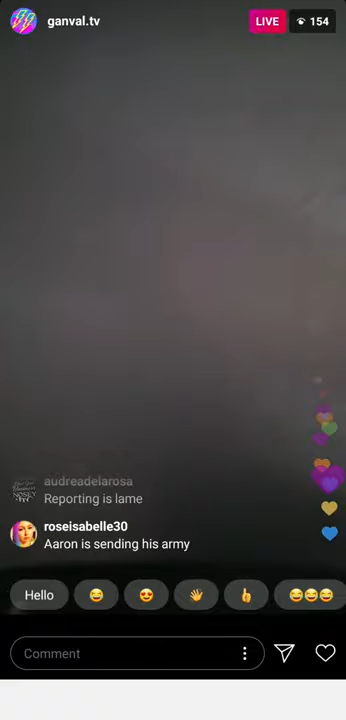 ganval.tv
LIVE
154
audreadelarosa
Reporting is lame
roseisabelle30
Aaron is sending his army
Hello
Comment